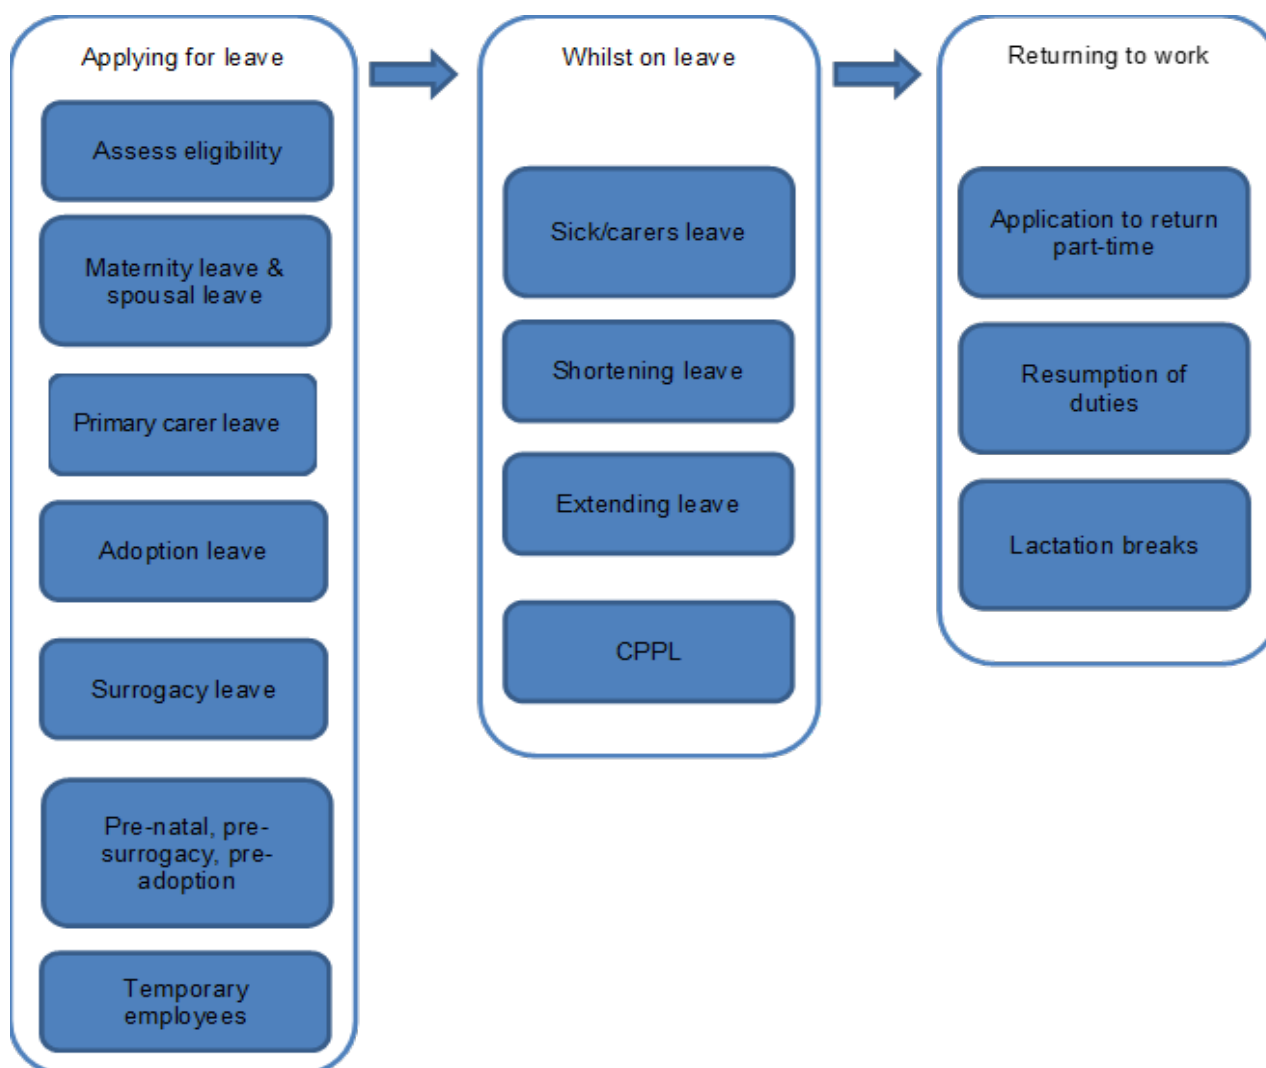 Applying for leave
Assess eligibility
Maternity leave &
spousal leave
Primary carer leave
Adoption leave
Surrogacy leave
Pre-natal, pre-
surrogacy, pre-
adoption
Temporary
employees
Whilst on leave
Sick/carers leave
Shortening leave
Extending leave
CPPL
Returning to work
Application to return
part-time
Resumption of
duties
Lactation breaks